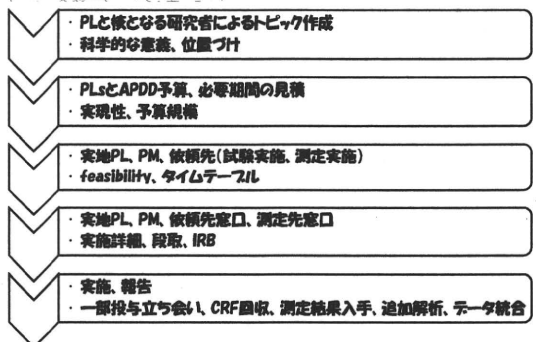 ・ PLと核となる研究者によるトピック作成
・ 科学的な意義、位置づけ
・ PLsとAPDD予算、必要期間の見積
・ 実現性、予算規模
・ 実地PL、PM、依頼先(試験実施、測定実施)
・ feasibility、タイムテーブル
・ 実地PL、PM、依頼先窓口、測定先窓口
・ 実施詳細、段取、IRB
・ 実施、報告
・ 一部投与立ち会い、CRF回収、測定結果入手、追加解析、データ統合